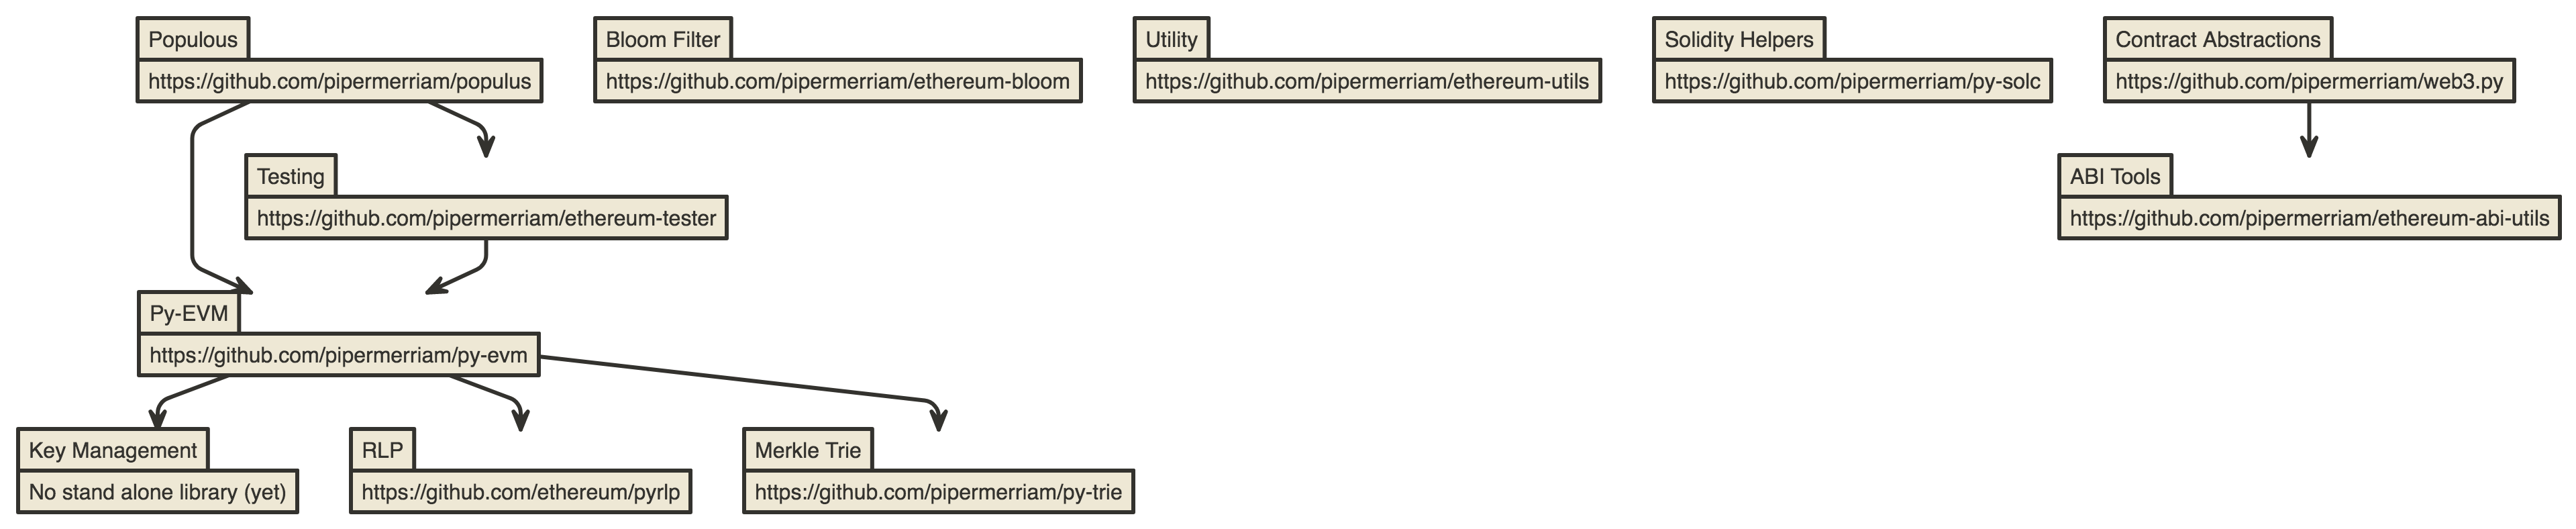 Populous
https://github.com/pipermerriam/populus
Bloom Filter
https://github.com/pipermerriam/ethereum-bloom
Utility
https://github.com/pipermerriam/ethereum-utils
Solidity Helpers
https://github.com/pipermerriam/py-solc
Contract Abstractions
https://github.com/pipermerriam/web3.py
Testing
https://github.com/pipermerriam/ethereum-tester
ABI Tools
https://github.com/pipermerriam/ethereum-abi-utils
Py-EVM
https://github.com/pipermerriam/py-evm
Key Management
No stand alone library (yet)
RLP
https://github.com/ethereum/pyrlp
Merkle Trie
https://github.com/pipermerriam/py-trie